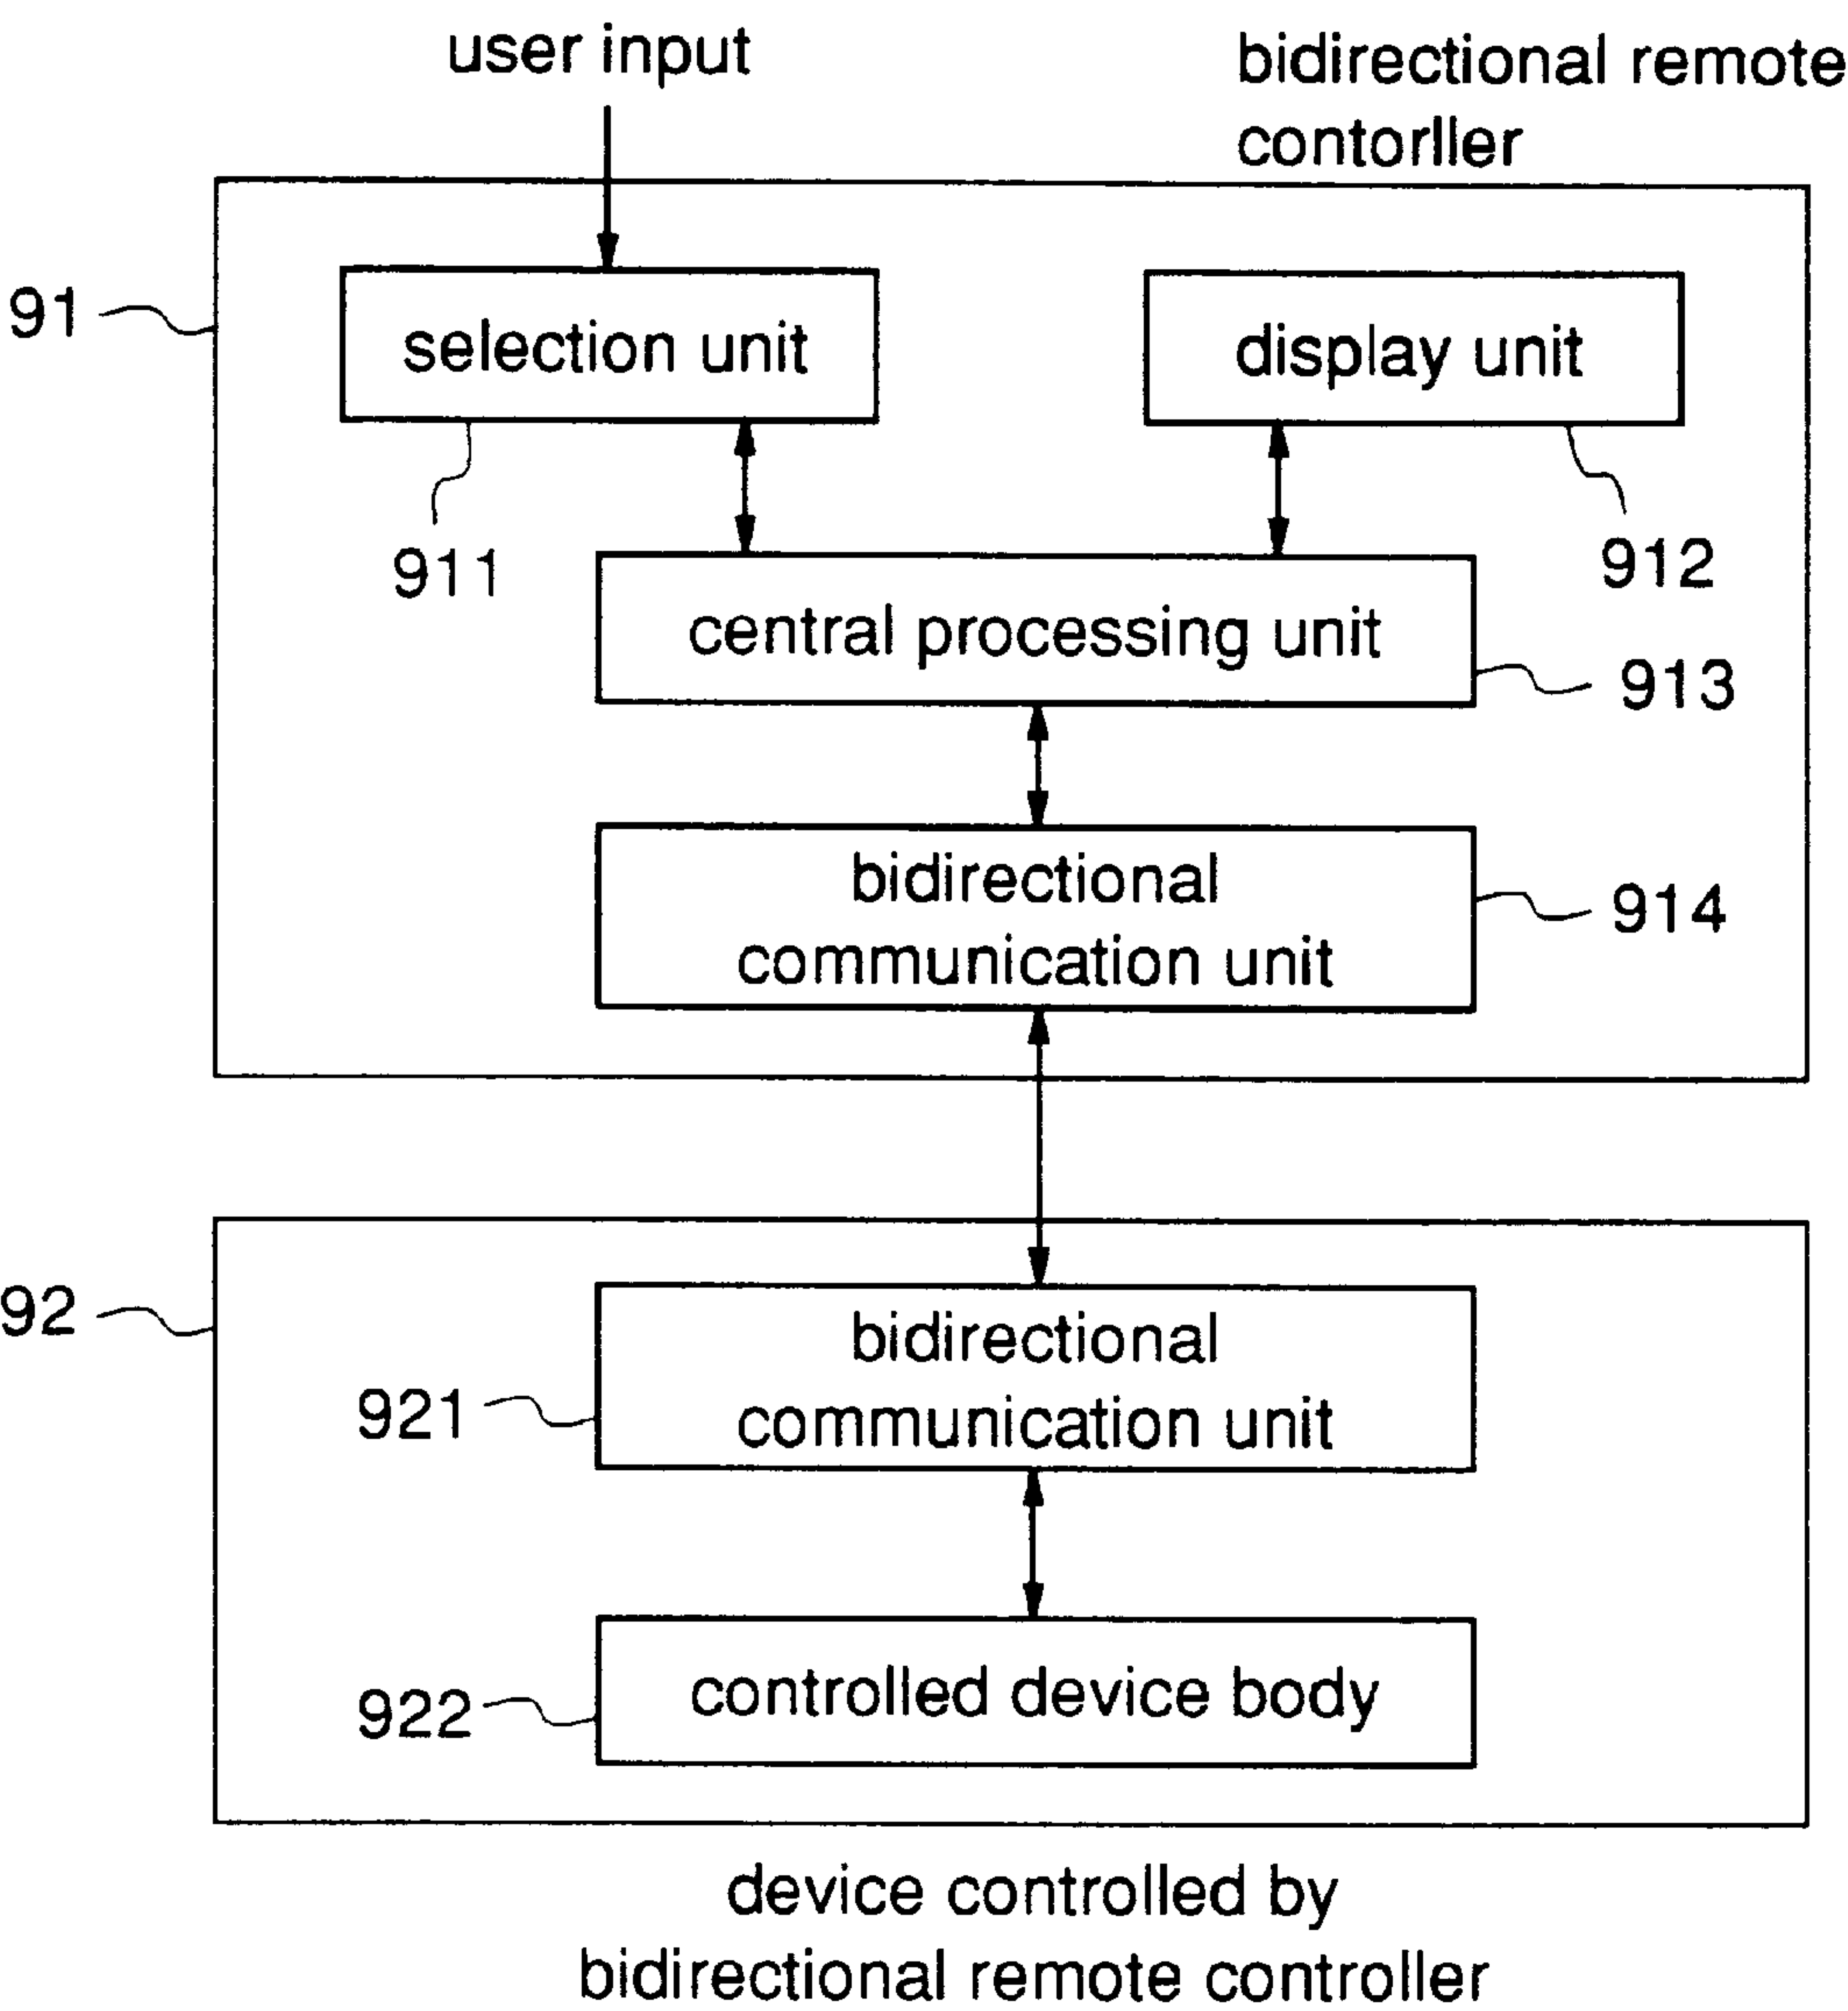 user input
bidirectional remote
contorller
91
selection unit
display unit
911
912
central processing unit
913
bidirectional
communication unit
914
92
bidirectional
communication unit
921
controlled device body
922
device controlled by
bidirectional remote controller